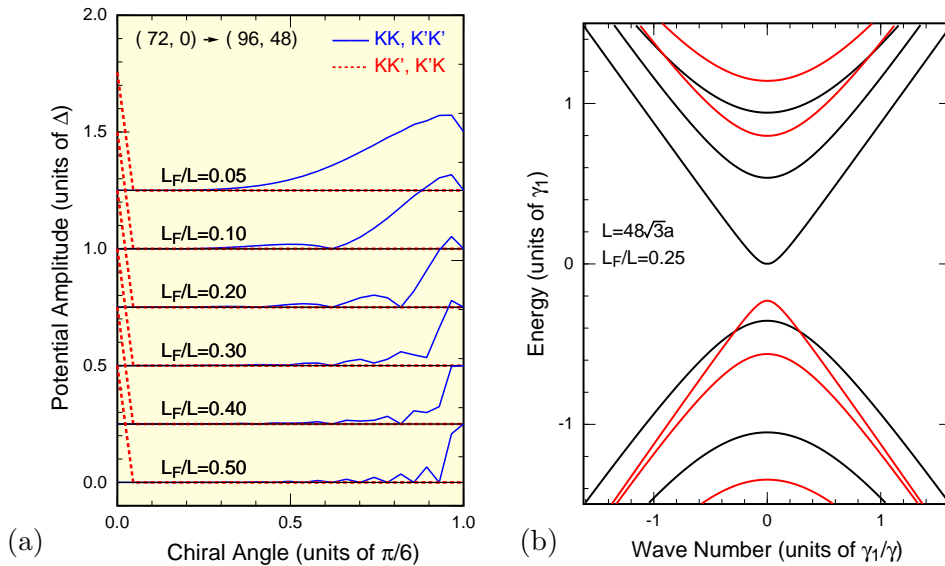 2.0
1.5
1.0
0.5
0.0
Potential Amplitude (units of Δ)
( 72, 0) → ( 96, 48)
KK, K'K'
KK', K'K
L_F/L=0.05
L_F/L=0.10
L_F/L=0.20
L_F/L=0.30
L_F/L=0.40
L_F/L=0.50
0.0 0.5 1.0
Chiral Angle (units of π/6)
(a)
1
0
-1
Energy (units of γ₁)
L=48√3a
L_F/L=0.25
-1 0 1
Wave Number (units of γ₁/γ)
(b)